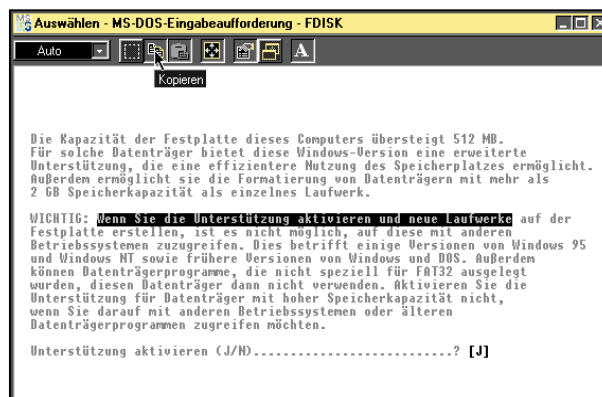 Auswählen - MS-DOS-Eingabeaufforderung - FDISK
Auto
A
Kopieren
Die Kapazität der Festplatte dieses Computers übersteigt 512 MB.
Für solche Datenträger bietet diese Windows-Version eine erweiterte
Unterstützung, die eine effizientere Nutzung des Speicherplatzes ermöglicht.
Außerdem ermöglicht sie die Formatierung von Datenträgern mit mehr als
2 GB Speicherkapazität als einzelnes Laufwerk.
WICHTIG: Wenn Sie die Unterstützung aktivieren und neue Laufwerke auf der
Festplatte erstellen, ist es nicht möglich, auf diese mit anderen
Betriebssystemen zuzugreifen. Dies betrifft einige Versionen von Windows 95
und Windows NT sowie frühere Versionen von Windows und DOS. Außerdem
können Datenträgerprogramme, die nicht speziell für FAT32 ausgelegt
wurden, diesen Datenträger dann nicht verwenden. Aktivieren Sie die
Unterstützung für Datenträger mit hoher Speicherkapazität nicht,
wenn Sie darauf mit anderen Betriebssystemen oder älteren
Datenträgerprogrammen zugreifen möchten.
Unterstützung aktivieren (J/N)...........................? [J]